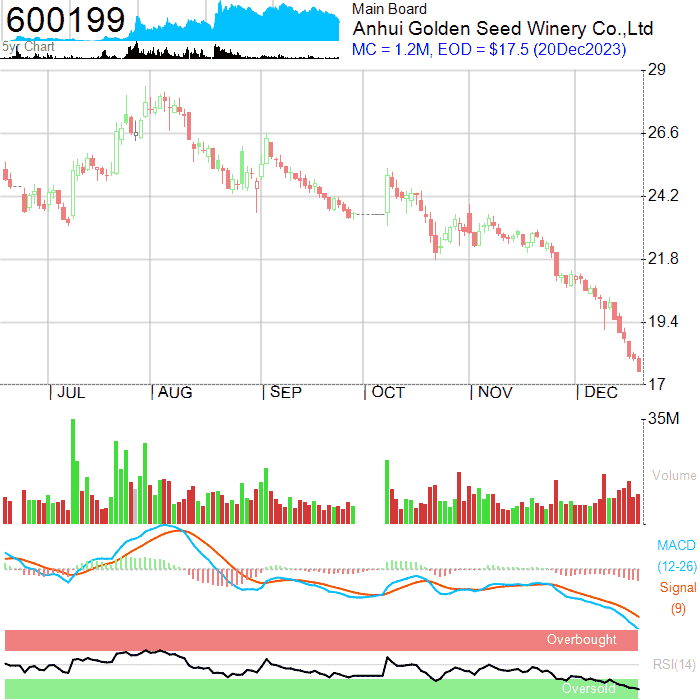 600199
5yr Chart
Main Board
Anhui Golden Seed Winery Co.,Ltd
MC = 1.2M, EOD = $17.5 (20Dec2023)
29
26.6
24.2
21.8
19.4
17
JUL AUG SEP OCT NOV DEC
35M
Volume
MACD
(12-26)
Signal
(9)
Overbought
RSI(14)
Oversold